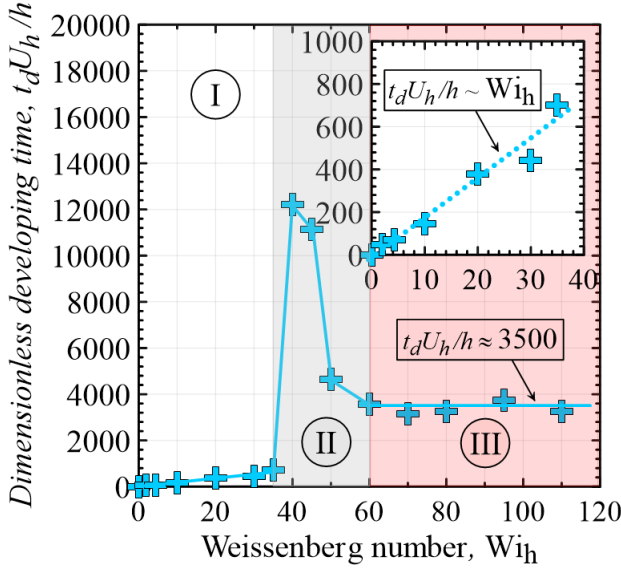 Dimensionless developing time, t_dU_h/h
20000
18000
16000
14000
12000
10000
8000
6000
4000
2000
0
I
II
III
1000
800
600
400
200
0
0 10 20 30 40
t_dU_h/h ~ Wi_h
t_dU_h/h ≈ 3500
0 20 40 60 80 100 120
Weissenberg number, Wi_h